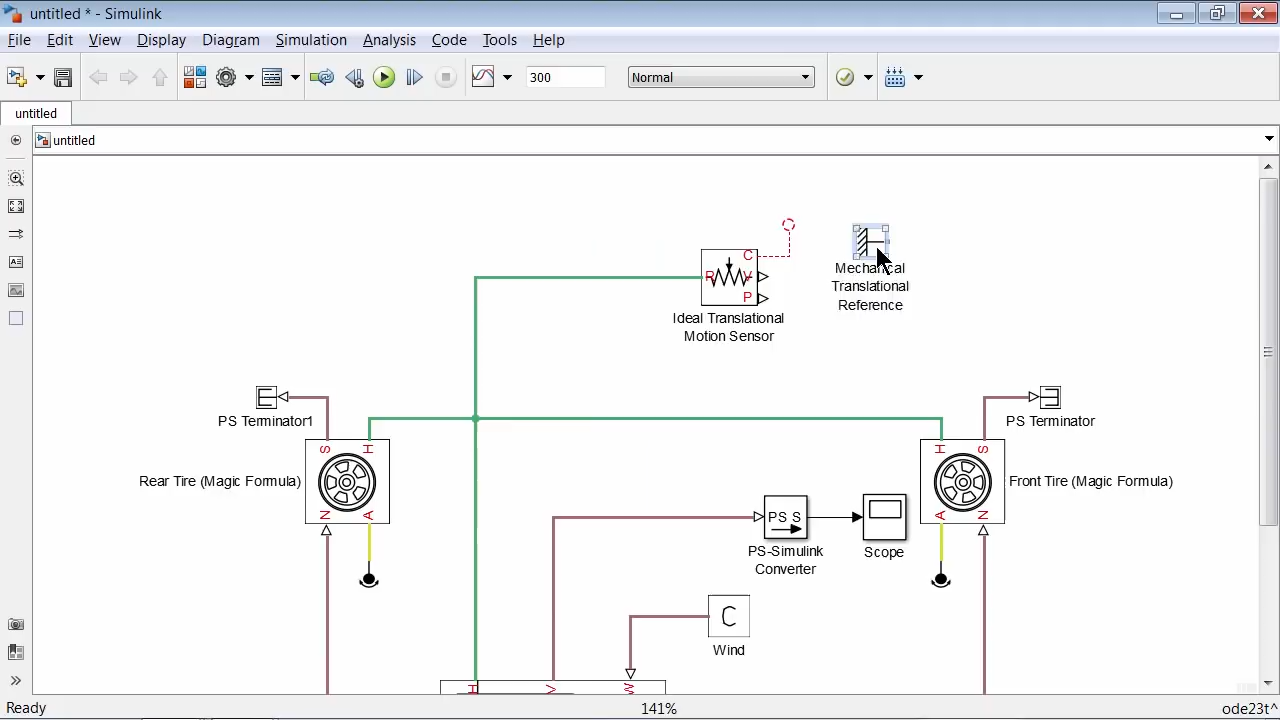 untitled * - Simulink
File Edit View Display Diagram Simulation Analysis Code Tools Help
300
Normal
untitled
untitled
C
R V
P
Ideal Translational
Motion Sensor
Mechanical
Translational
Reference
PS Terminator1
PS Terminator
S H
H S
Rear Tire (Magic Formula)
Front Tire (Magic Formula)
N A
A N
PS S
PS-Simulink
Converter
Scope
C
Wind
H V W
Ready
141%
ode23t^